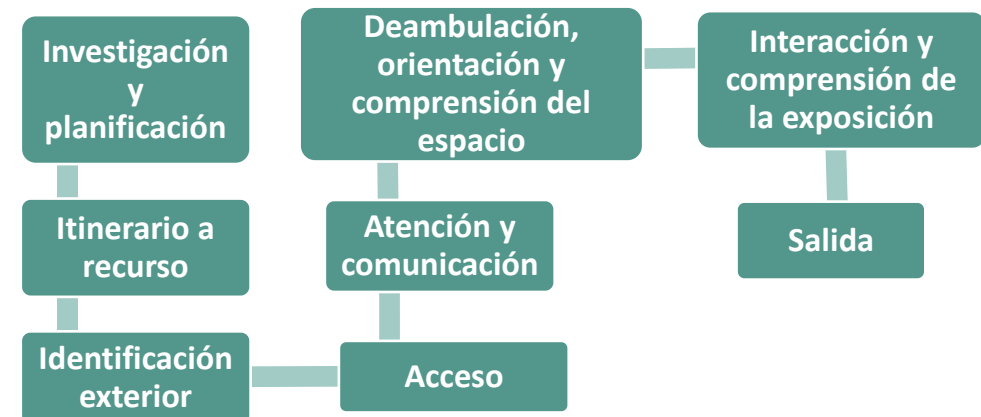 Investigación
y
planificación
Itinerario a
recurso
Identificación
exterior
Acceso
Atención y
comunicación
Deambulación,
orientación y
comprensión del
espacio
Interacción y
comprensión de
la exposición
Salida